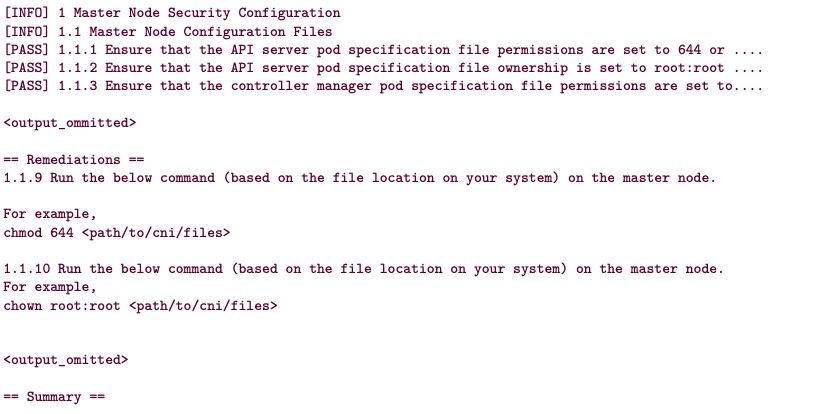 [INFO] 1 Master Node Security Configuration
[INFO] 1.1 Master Node Configuration Files
[PASS] 1.1.1 Ensure that the API server pod specification file permissions are set to 644 or ....
[PASS] 1.1.2 Ensure that the API server pod specification file ownership is set to root:root ....
[PASS] 1.1.3 Ensure that the controller manager pod specification file permissions are set to....
<output_ommitted>
== Remediations ==
1.1.9 Run the below command (based on the file location on your system) on the master node.
For example,
chmod 644 <path/to/cni/files>
1.1.10 Run the below command (based on the file location on your system) on the master node.
For example,
chown root:root <path/to/cni/files>
<output_omitted>
== Summary ==